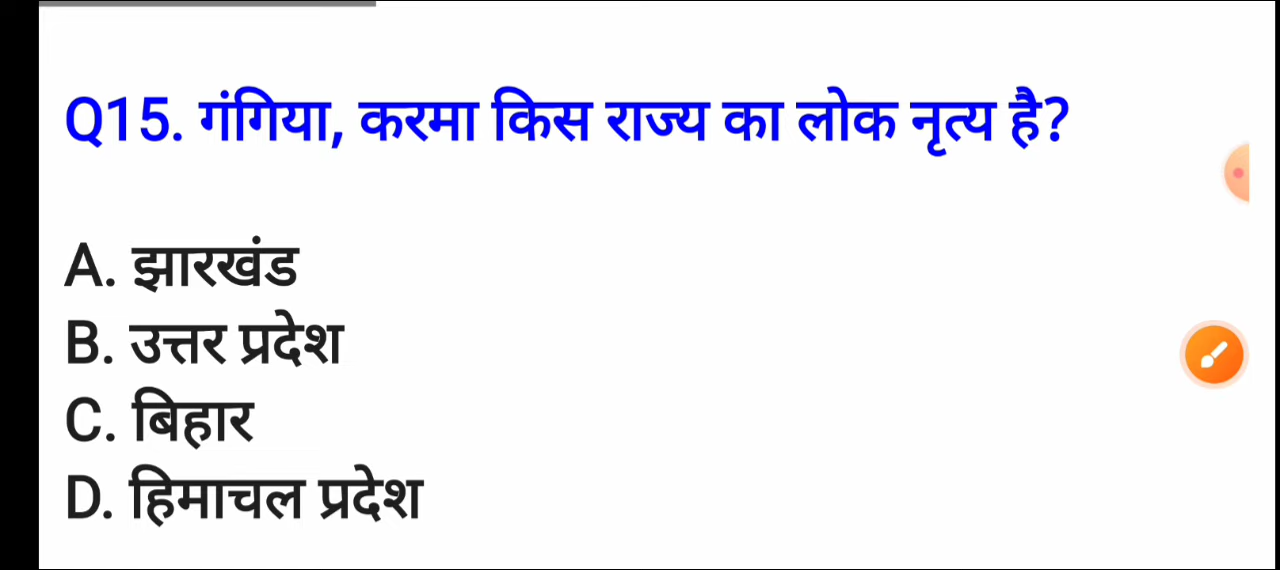 Q15. गंगिया, करमा किस राज्य का लोक नृत्य है?
A. झारखंड
B. उत्तर प्रदेश
C. बिहार
D. हिमाचल प्रदेश